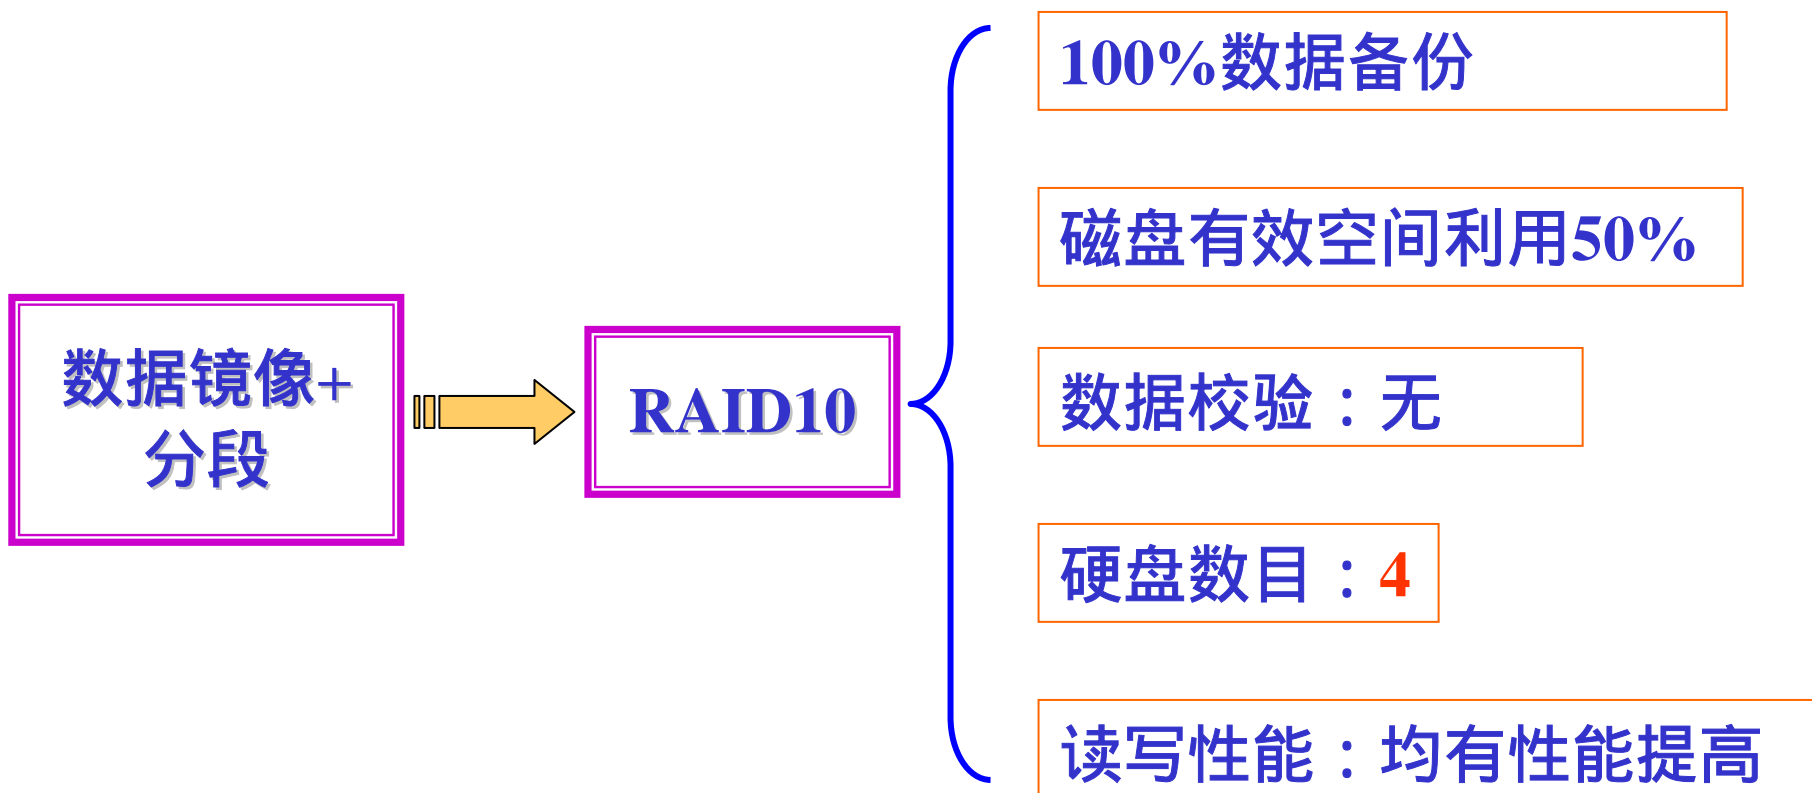 数据镜像+
分段
RAID10
100%数据备份
磁盘有效空间利用50%
数据校验：无
硬盘数目：4
读写性能：均有性能提高